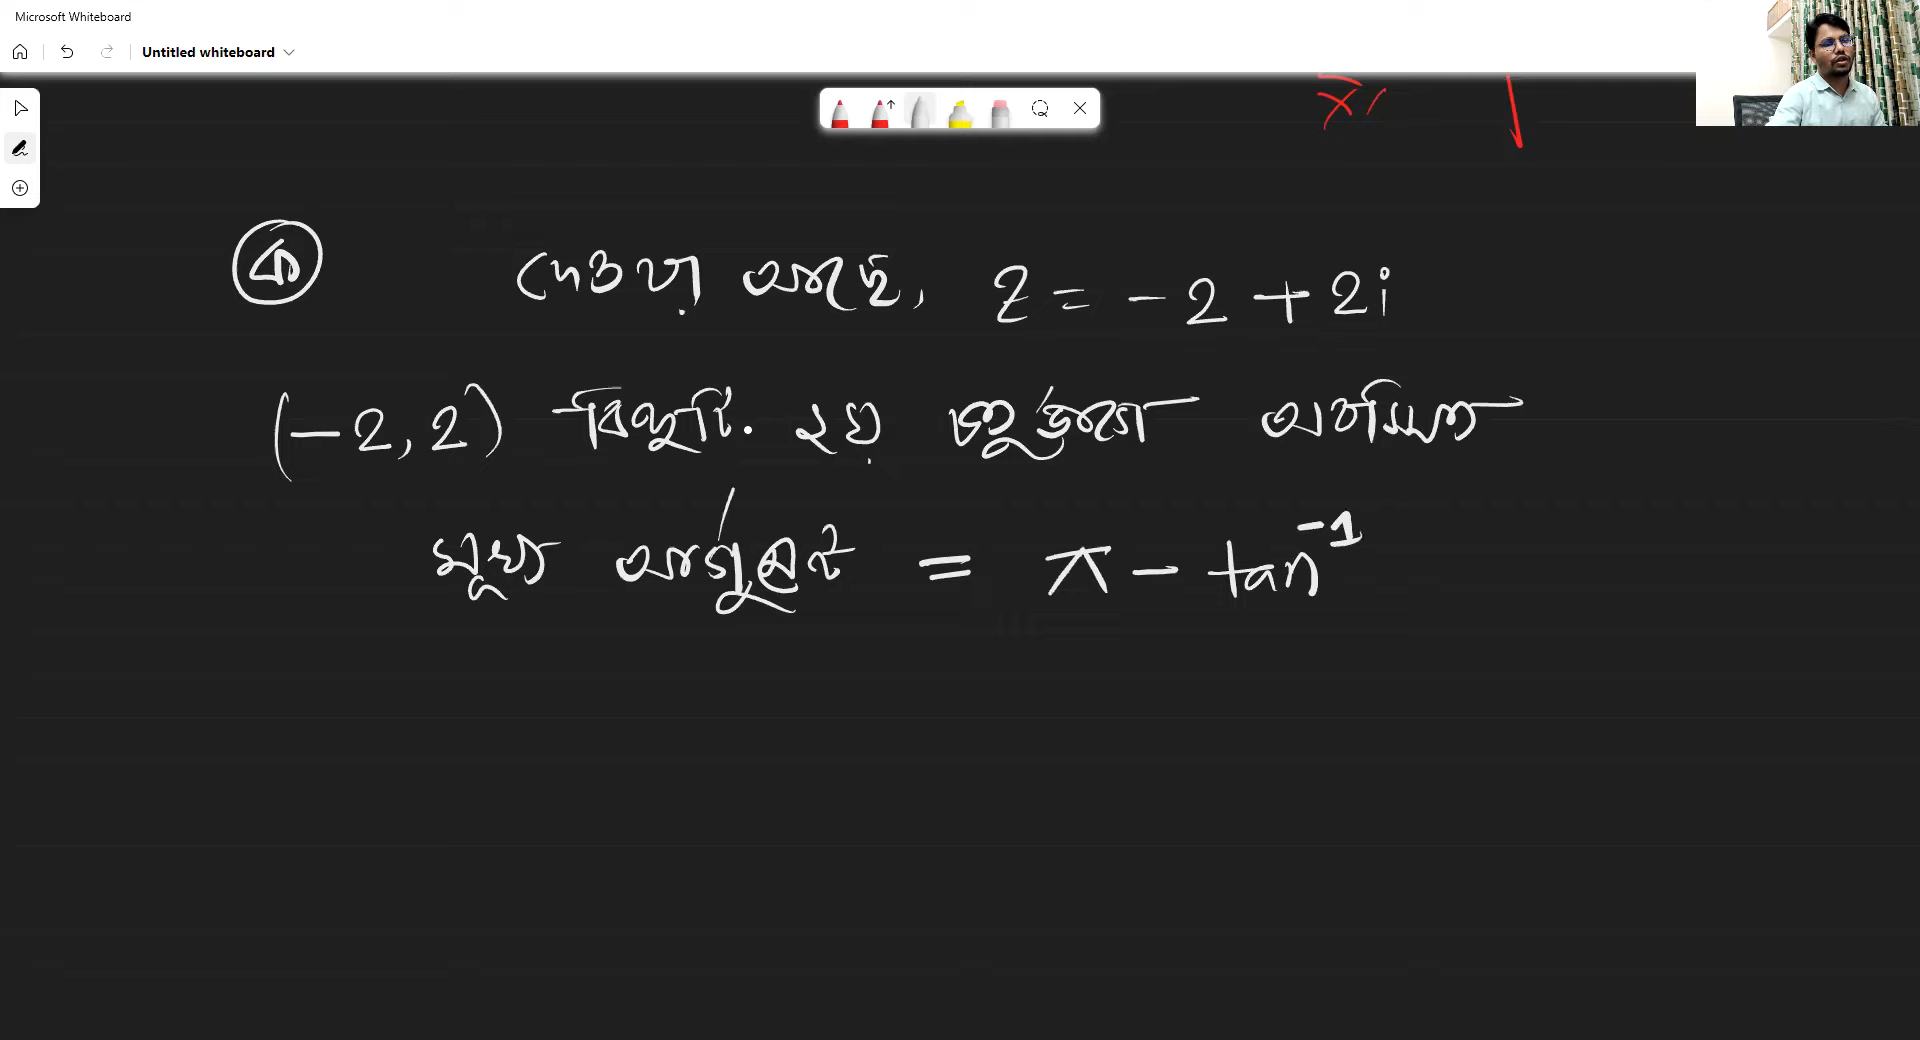 Microsoft Whiteboard
Untitled whiteboard
ক দেওয়া আছে, z = -2 + 2i
(-2, 2) বিন্দুটি ২য় চতুর্ভাগে অবস্থিত
মূখ্য আর্গুমেন্ট = π - tan⁻¹